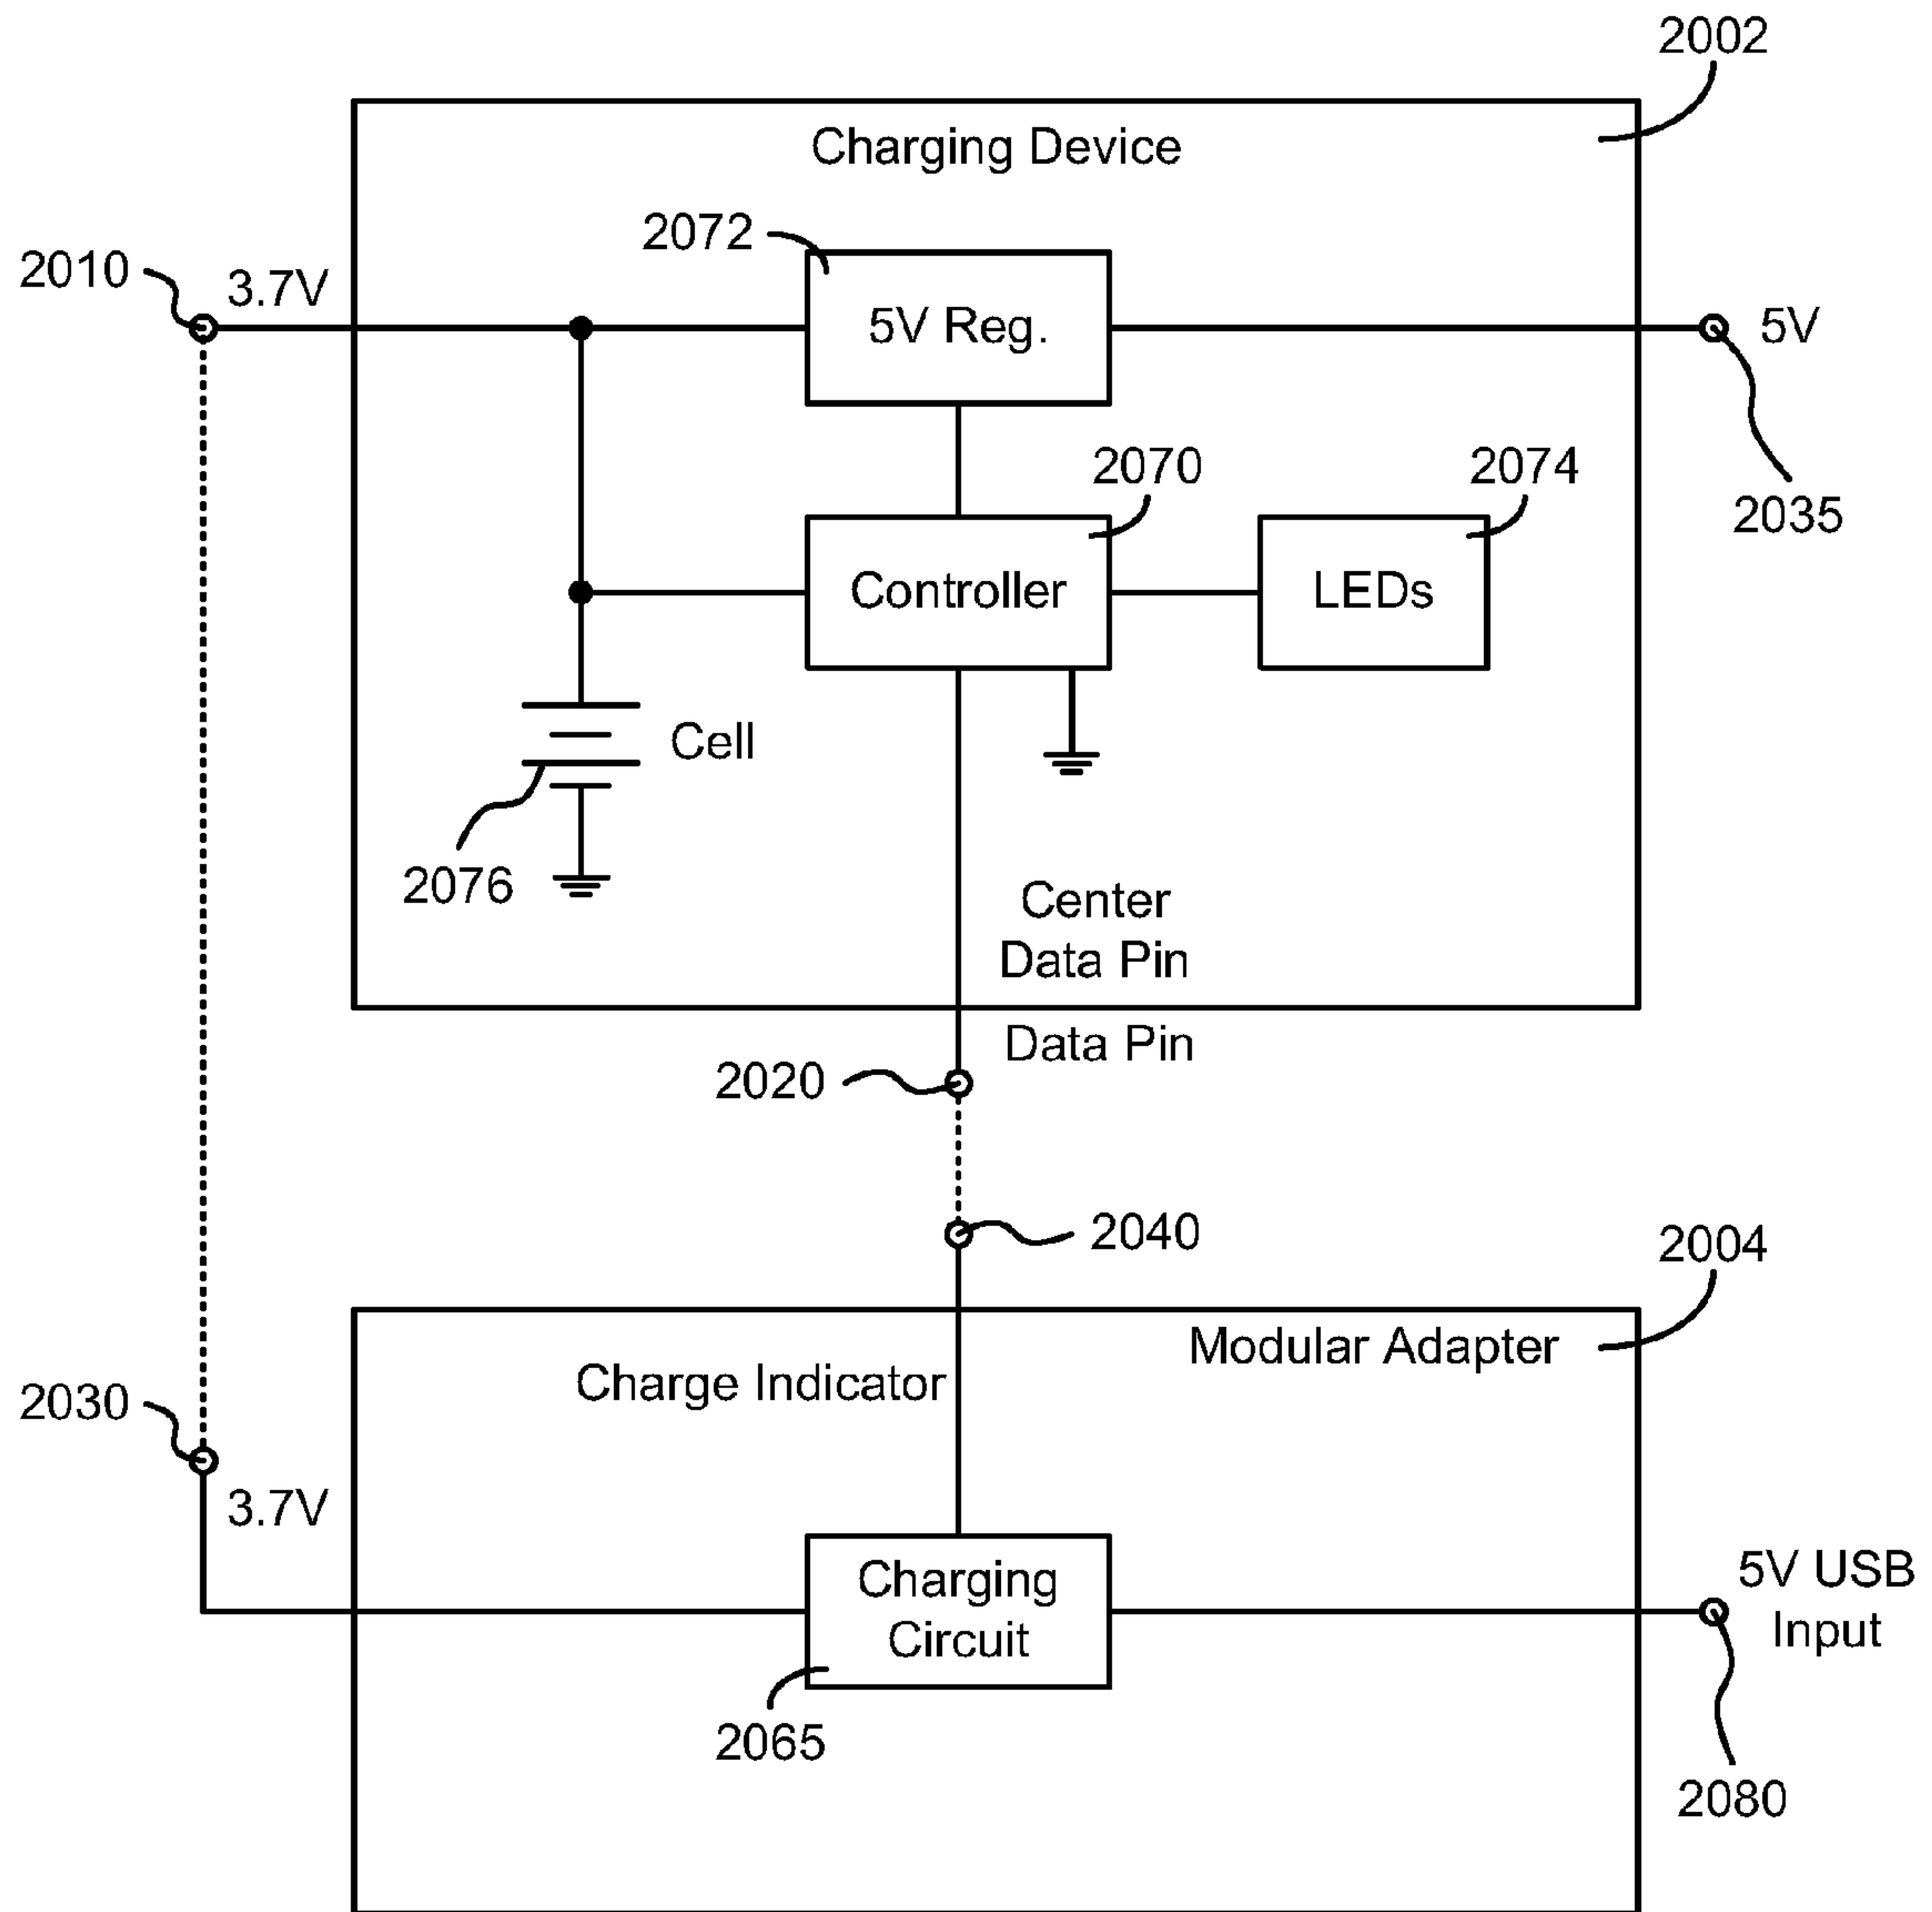 2002
Charging Device
2072
2010
3.7V
5V Reg.
5V
2070
2074
2035
Controller
LEDs
Cell
2076
Center
Data Pin
Data Pin
2020
2040
2004
Modular Adapter
Charge Indicator
2030
3.7V
Charging
Circuit
5V USB
Input
2065
2080